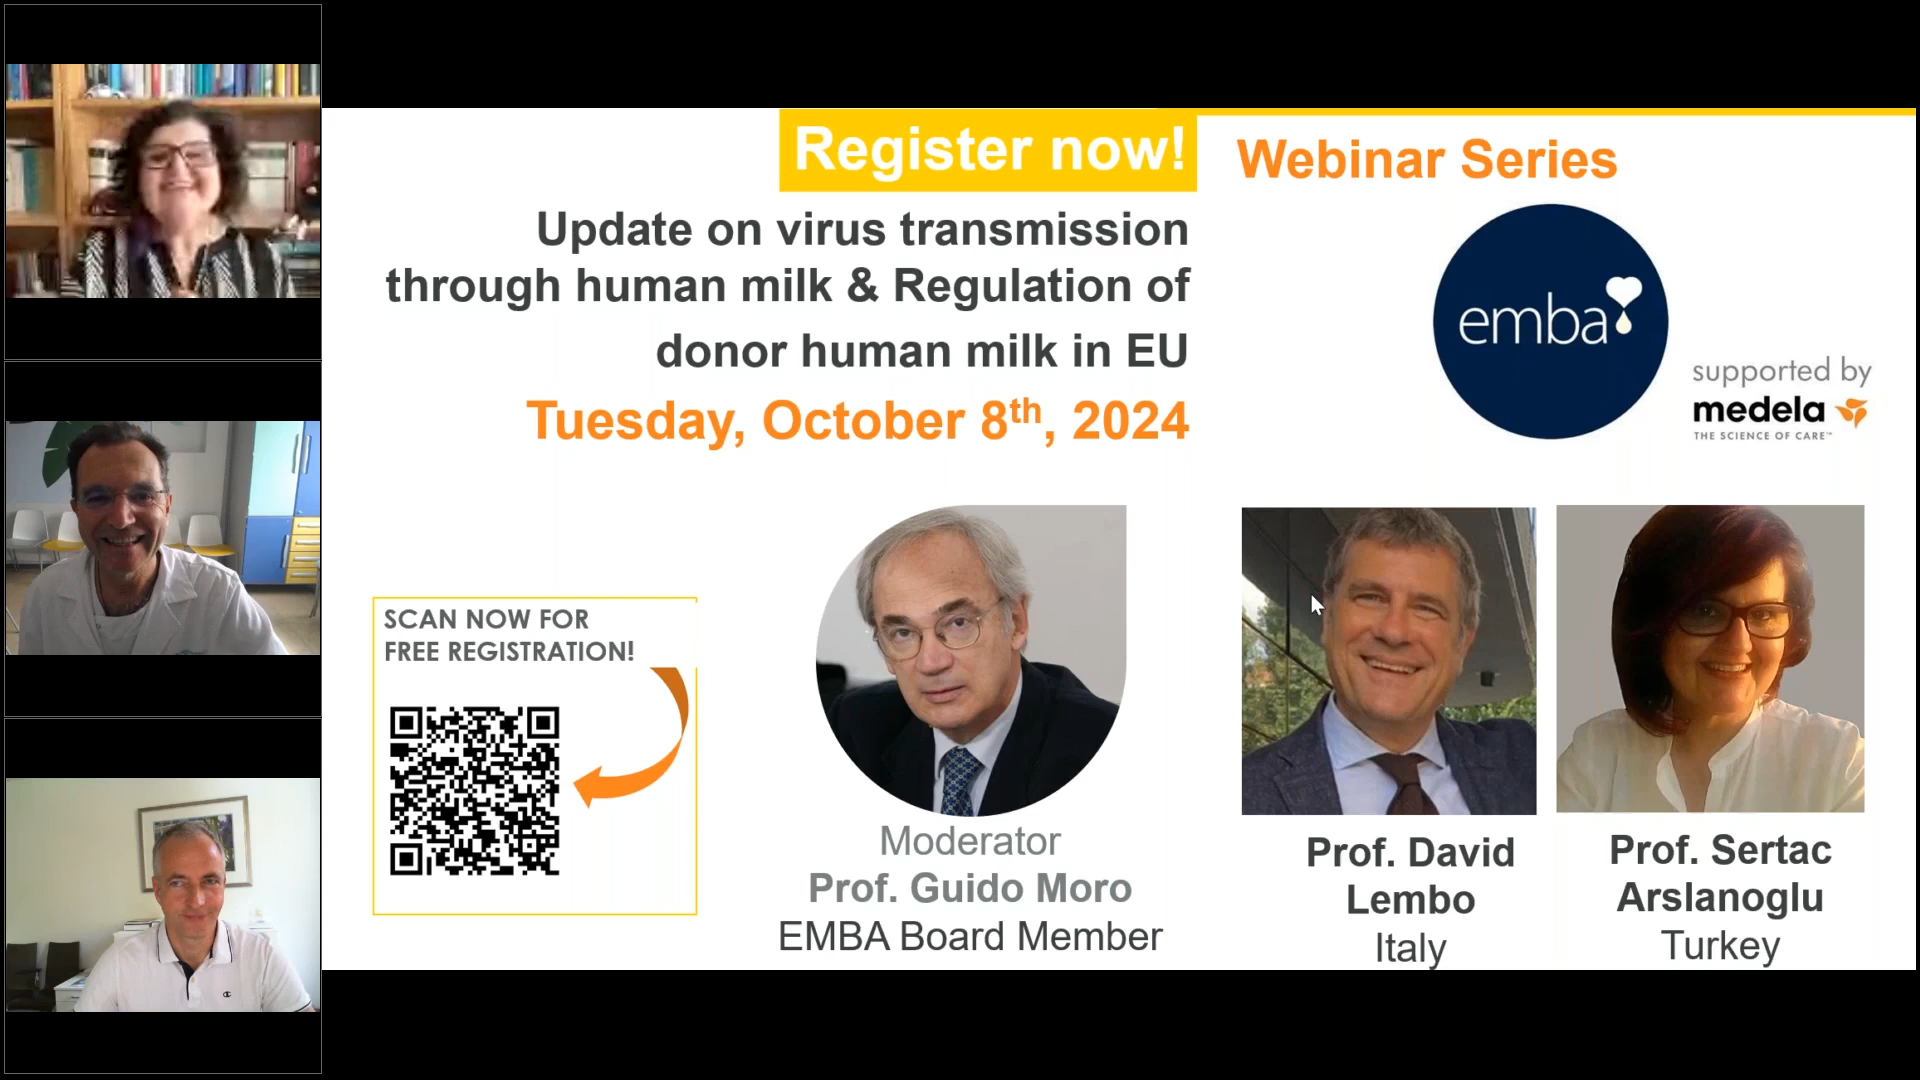 Register now!
Webinar Series
Update on virus transmission
through human milk & Regulation of
donor human milk in EU
Tuesday, October 8th, 2024
emba
supported by
medela
THE SCIENCE OF CARE™
SCAN NOW FOR
FREE REGISTRATION!
Moderator
Prof. Guido Moro
EMBA Board Member
Prof. David
Lembo
Italy
Prof. Sertac
Arslanoglu
Turkey